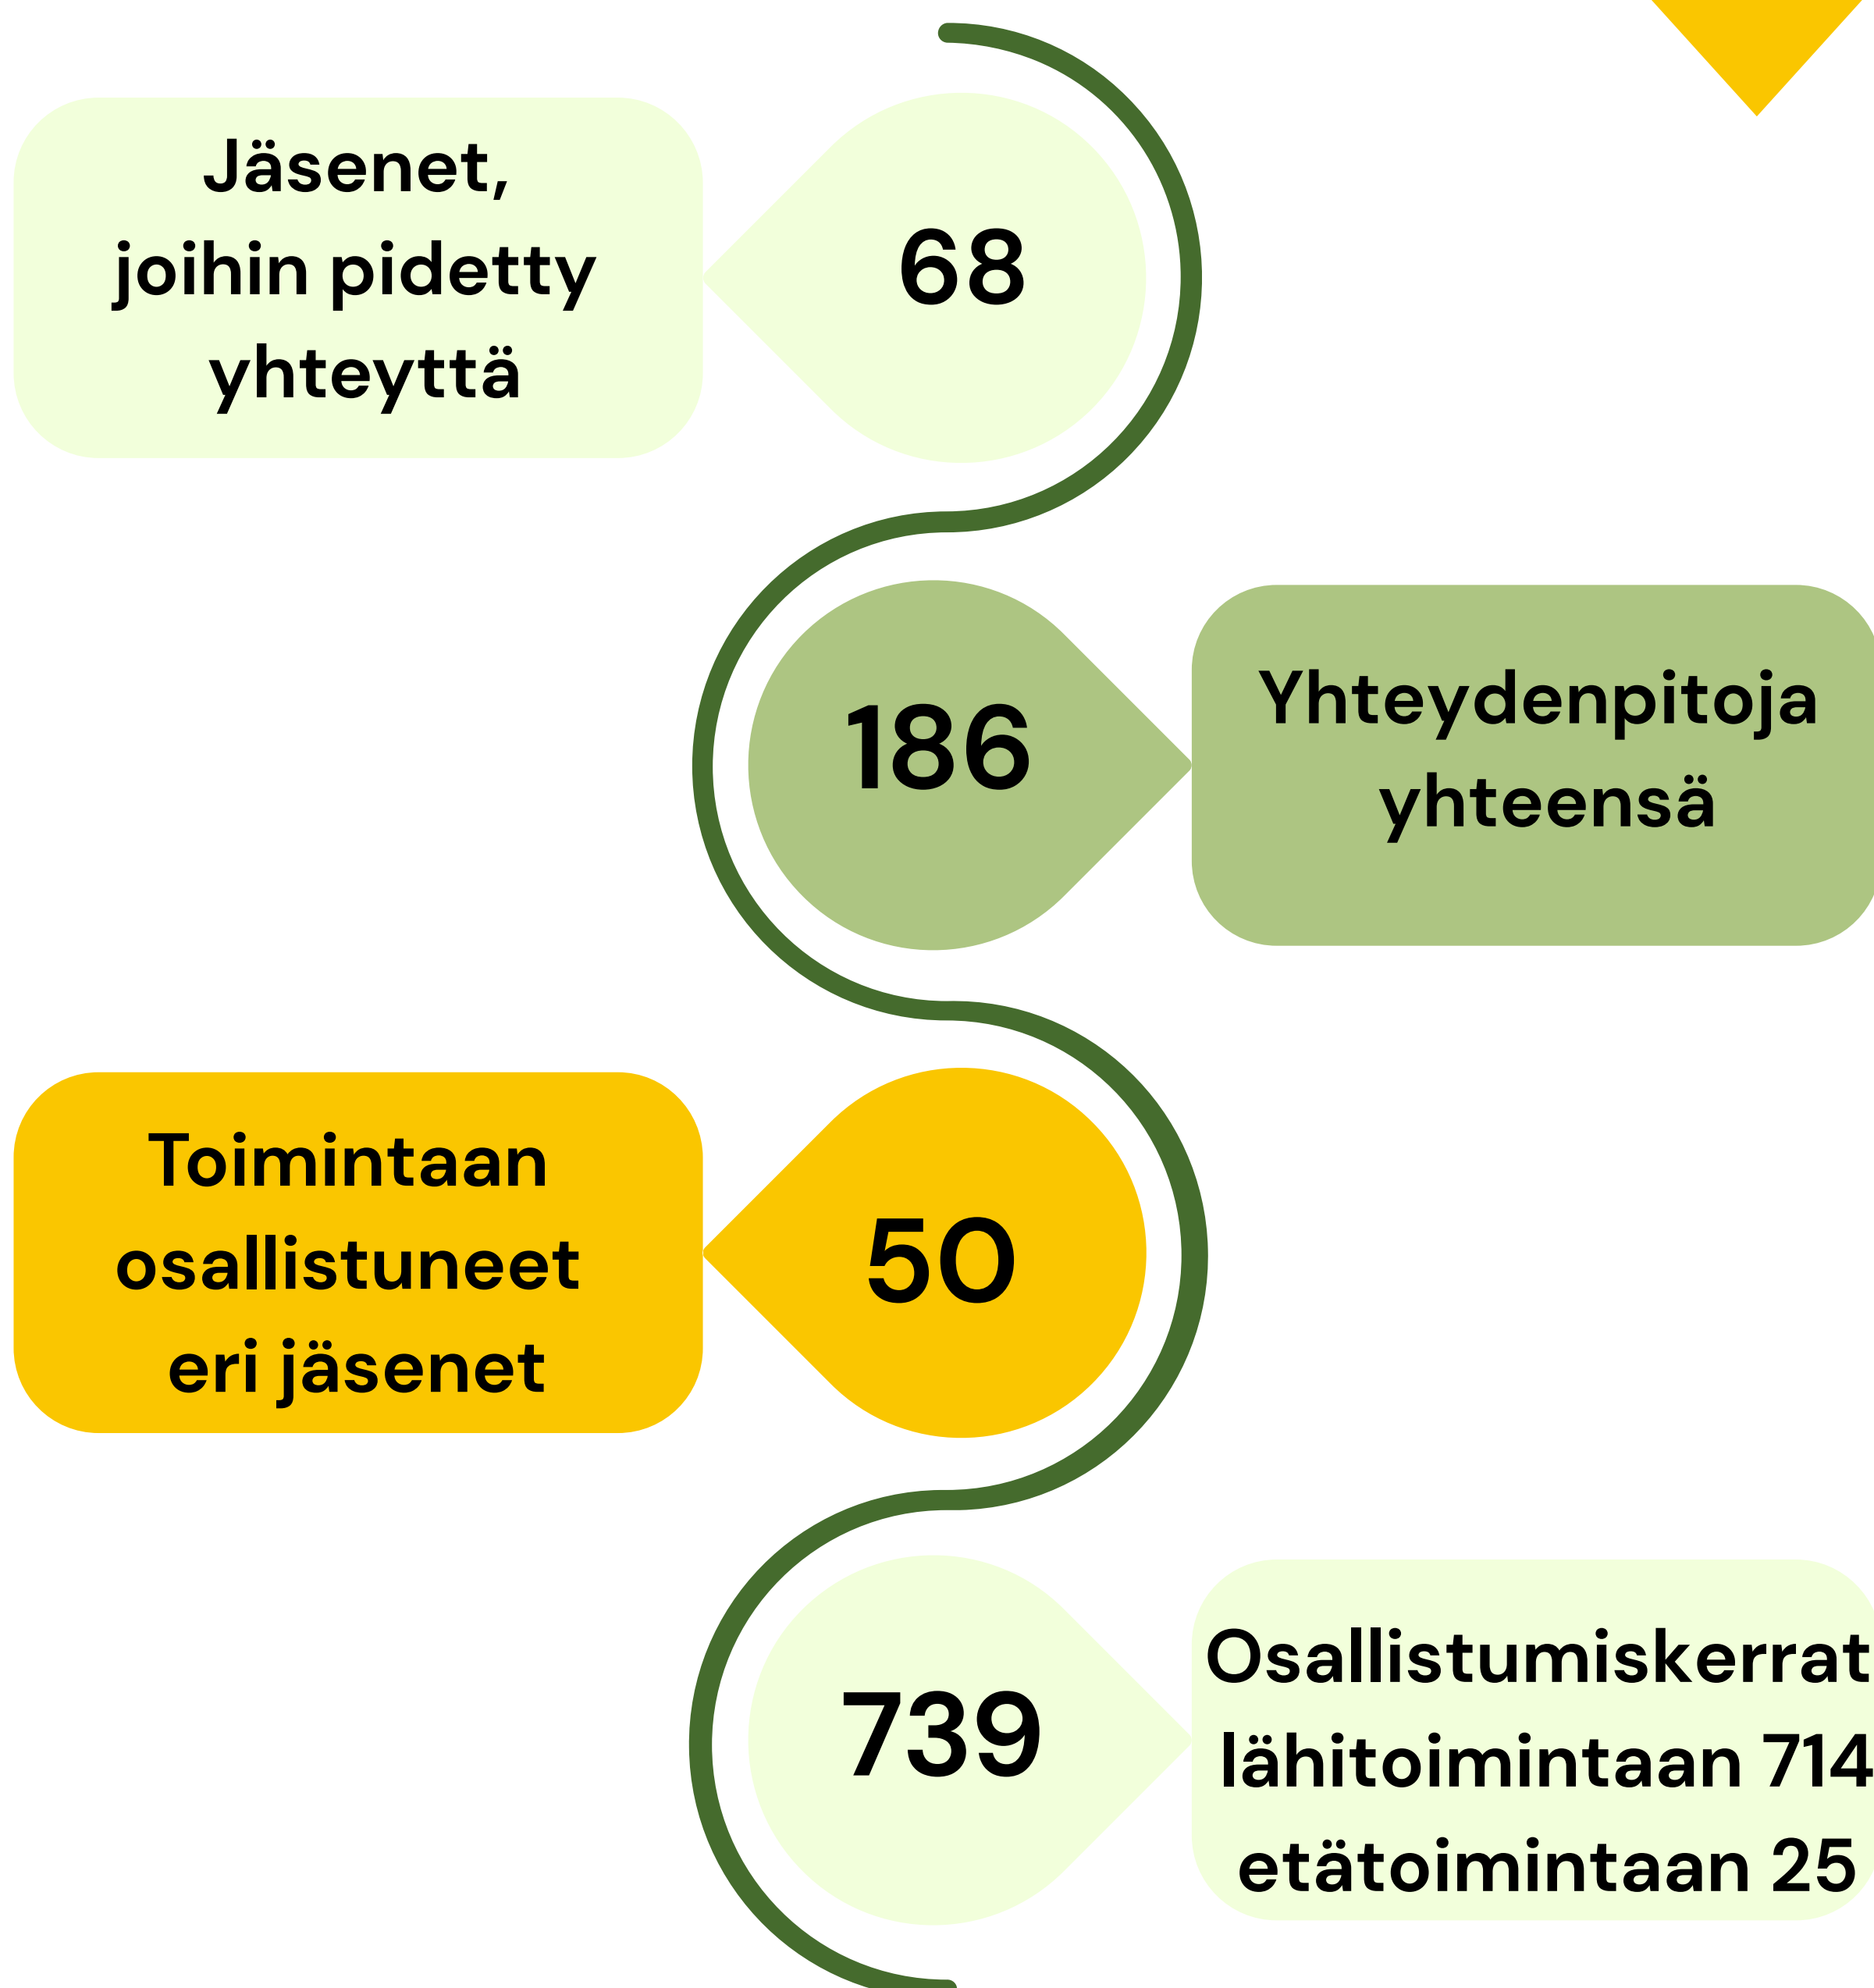 Jäsenet,
joihin pidetty
yhteyttä
68
186
Yhteydenpitoja
yhteensä
Toimintaan
osallistuneet
eri jäsenet
50
739
Osallistumiskerrat
lähitoimintaan 714
etätoimintaan 25